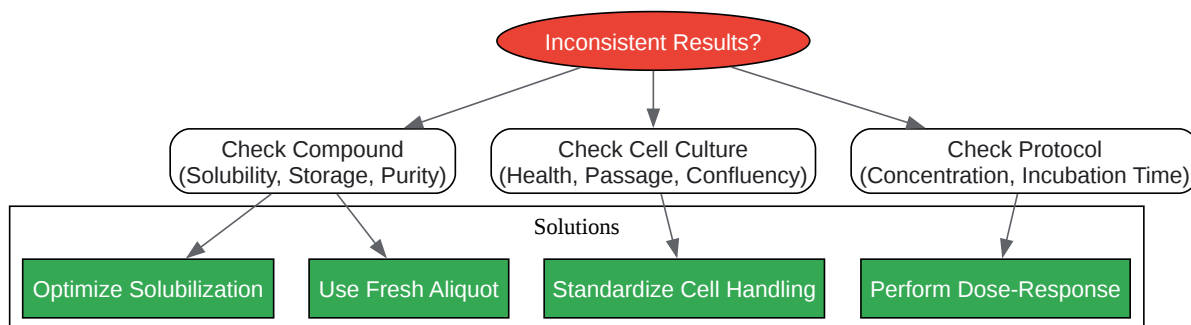 Inconsistent Results?
Check Compound
(Solubility, Storage, Purity)
Check Cell Culture
(Health, Passage, Confluency)
Check Protocol
(Concentration, Incubation Time)
Solutions
Optimize Solubilization
Use Fresh Aliquot
Standardize Cell Handling
Perform Dose-Response